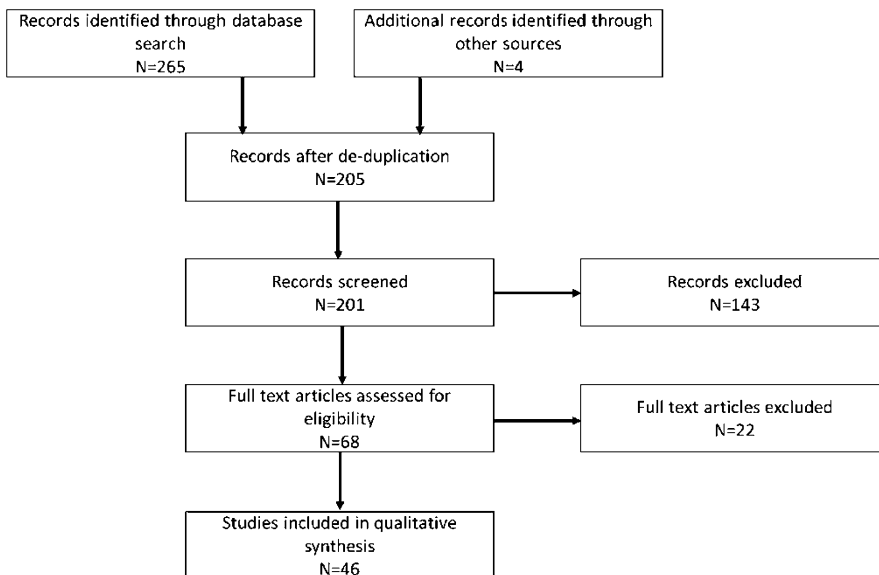 Records identified through database
search
N=265
Additional records identified through
other sources
N=4
Records after de-duplication
N=205
Records screened
N=201
Records excluded
N=143
Full text articles assessed for
eligibility
N=68
Full text articles excluded
N=22
Studies included in qualitative
synthesis
N=46